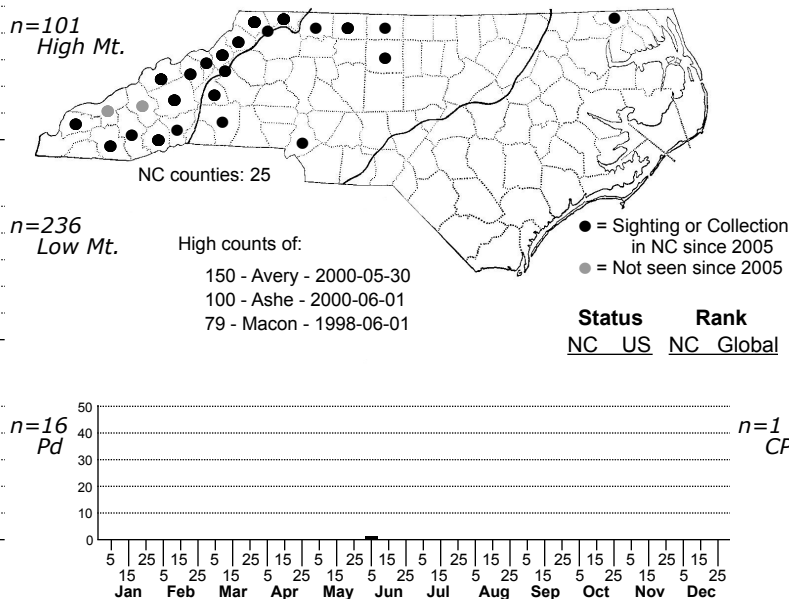 n=101
High Mt.
NC counties: 25
n=236
Low Mt.
High counts of:
150 - Avery - 2000-05-30
100 - Ashe - 2000-06-01
79 - Macon - 1998-06-01
● = Sighting or Collection
in NC since 2005
● = Not seen since 2005
Status Rank
NC US NC Global
n=16
Pd
n=1
CP
50
40
30
20
10
0
5 25 15 5 25 15 5 25 15 5 25 15 5 25 15 5 25 15
15 5 25 15 5 25 15 5 25 15 5 25 15 5 25 15 5 25
Jan Feb Mar Apr May Jun Jul Aug Sep Oct Nov Dec